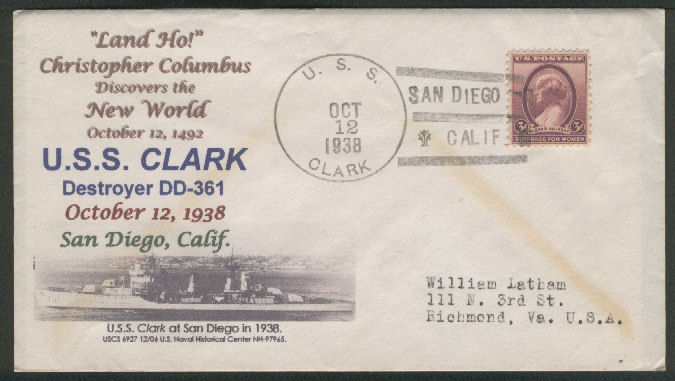 "Land Ho!"
Christopher Columbus
Discovers the
New World
October 12, 1492
U.S.S. CLARK
Destroyer DD-361
October 12, 1938
San Diego, Calif.
U.S.S. Clark at San Diego in 1938.
USCS 6927 12/06 U.S. Naval Historical Center NH-97965.
U. S. S.
OCT
12
1938
CLARK
SAN DIEGO
CALIF.
U.S. POSTAGE
3¢ 3¢
SUFFRAGE FOR WOMEN
William Latham
111 N. 3rd St.
Richmond, Va. U.S.A.